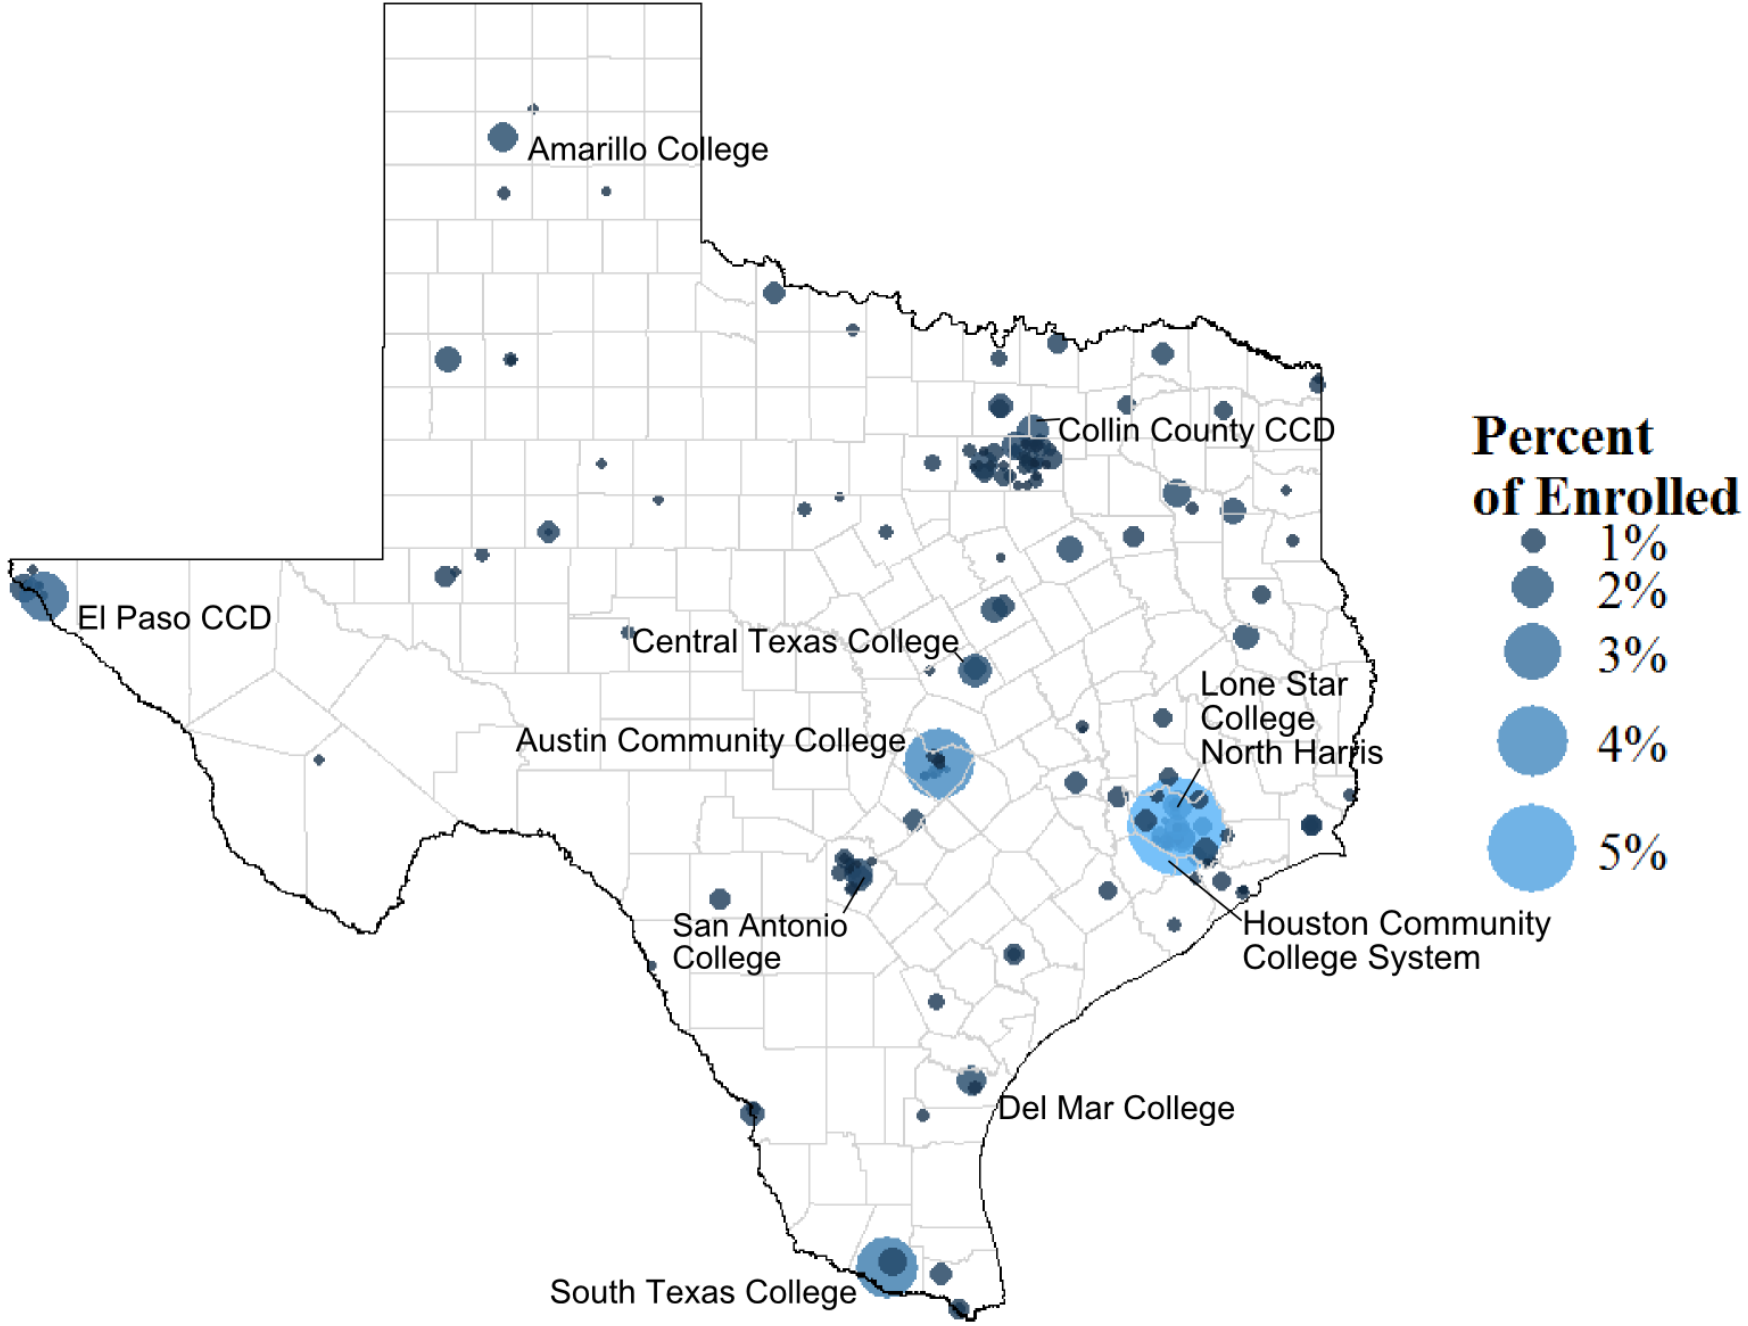 Amarillo College
Collin County CCD
Percent
of Enrolled
1%
2%
3%
4%
5%
El Paso CCD
Central Texas College
Lone Star
College
North Harris
Austin Community College
San Antonio
College
Houston Community
College System
Del Mar College
South Texas College